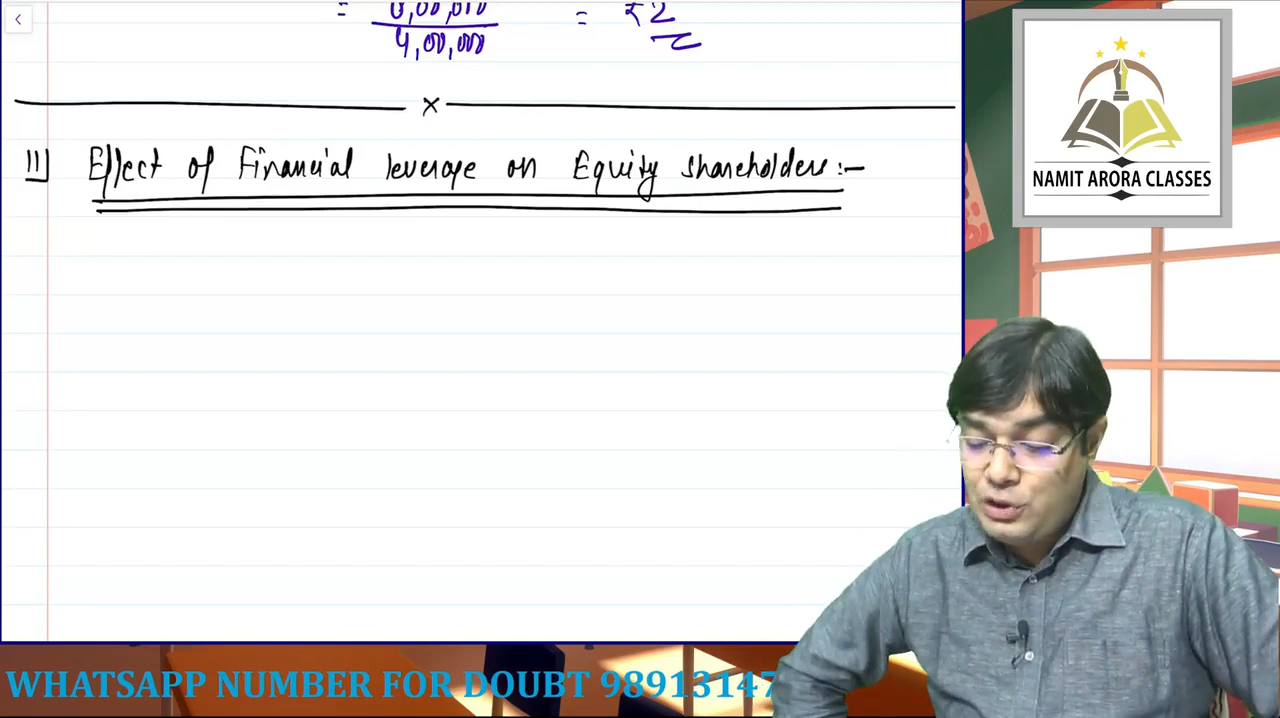 =        = ₹2
4,00,000
x
11] Effect of Financial leverage on Equity shareholders:-
NAMIT ARORA CLASSES
WHATSAPP NUMBER FOR DOUBT 98913147